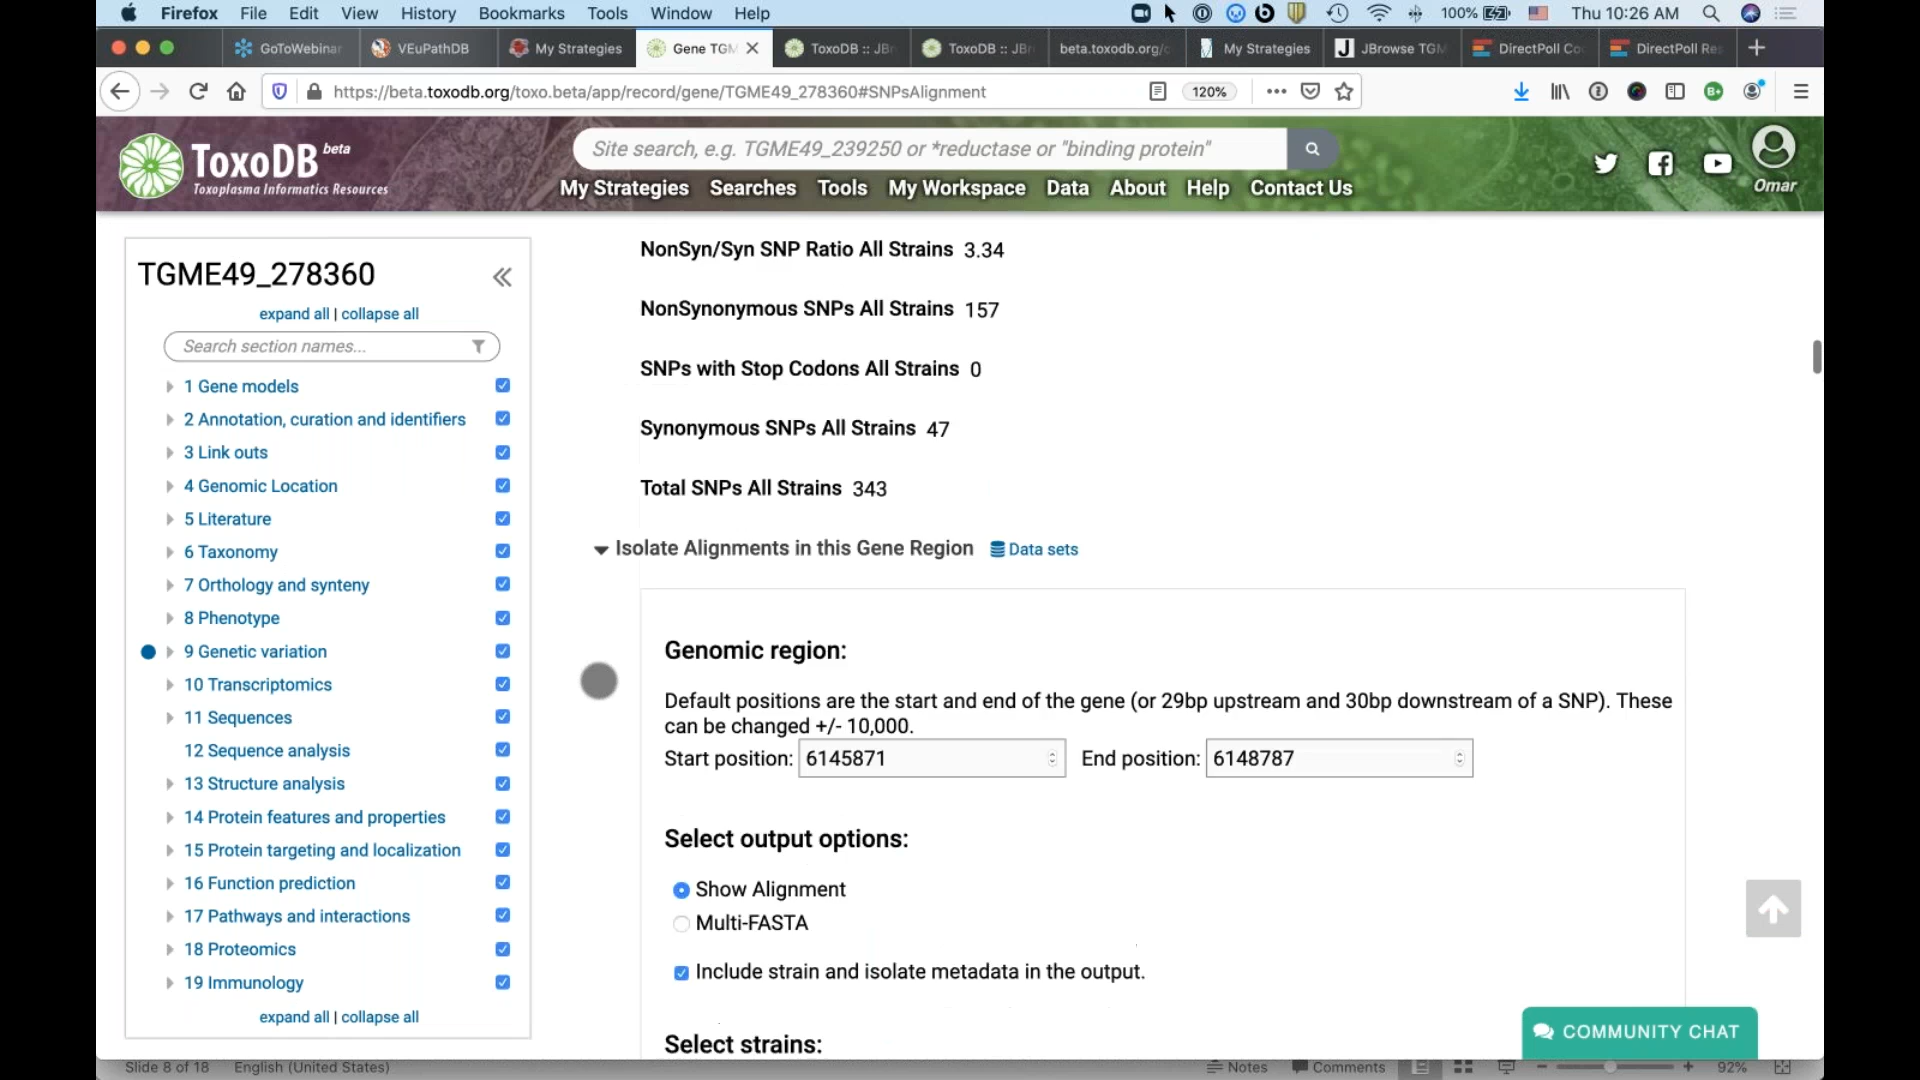 Firefox File Edit View History Bookmarks Tools Window Help 100% Thu 10:26 AM
GoToWebinar VEuPathDB My Strategies Gene TGM ToxoDB :: JBr ToxoDB :: JBr beta.toxodb.org/c My Strategies JBrowse TGM DirectPoll Co DirectPoll Re
https://beta.toxodb.org/toxo.beta/app/record/gene/TGME49_278360#SNPsAlignment 120%
ToxoDB beta
Toxoplasma Informatics Resources
Site search, e.g. TGME49_239250 or *reductase or "binding protein"
My Strategies Searches Tools My Workspace Data About Help Contact Us
Omar
TGME49_278360
expand all | collapse all
Search section names...
1 Gene models
2 Annotation, curation and identifiers
3 Link outs
4 Genomic Location
5 Literature
6 Taxonomy
7 Orthology and synteny
8 Phenotype
9 Genetic variation
10 Transcriptomics
11 Sequences
12 Sequence analysis
13 Structure analysis
14 Protein features and properties
15 Protein targeting and localization
16 Function prediction
17 Pathways and interactions
18 Proteomics
19 Immunology
expand all | collapse all
NonSyn/Syn SNP Ratio All Strains 3.34
NonSynonymous SNPs All Strains 157
SNPs with Stop Codons All Strains 0
Synonymous SNPs All Strains 47
Total SNPs All Strains 343
Isolate Alignments in this Gene Region Data sets
Genomic region:
Default positions are the start and end of the gene (or 29bp upstream and 30bp downstream of a SNP). These
can be changed +/- 10,000.
Start position: 6145871 End position: 6148787
Select output options:
Show Alignment
Multi-FASTA
Include strain and isolate metadata in the output.
Select strains:
COMMUNITY CHAT
Slide 8 of 18 English (United States) Notes Comments 92%